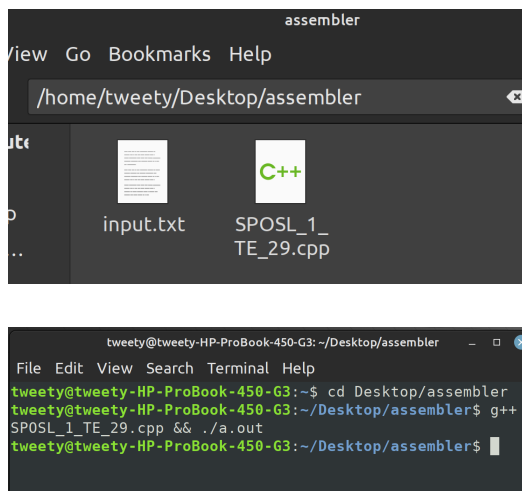 assembler
View Go Bookmarks Help
/home/tweety/Desktop/assembler
C++
input.txt SPOSL_1_
TE_29.cpp
tweety@tweety-HP-ProBook-450-G3: ~/Desktop/assembler
File Edit View Search Terminal Help
tweety@tweety-HP-ProBook-450-G3:~$ cd Desktop/assembler
tweety@tweety-HP-ProBook-450-G3:~/Desktop/assembler$ g++
SPOSL_1_TE_29.cpp && ./a.out
tweety@tweety-HP-ProBook-450-G3:~/Desktop/assembler$